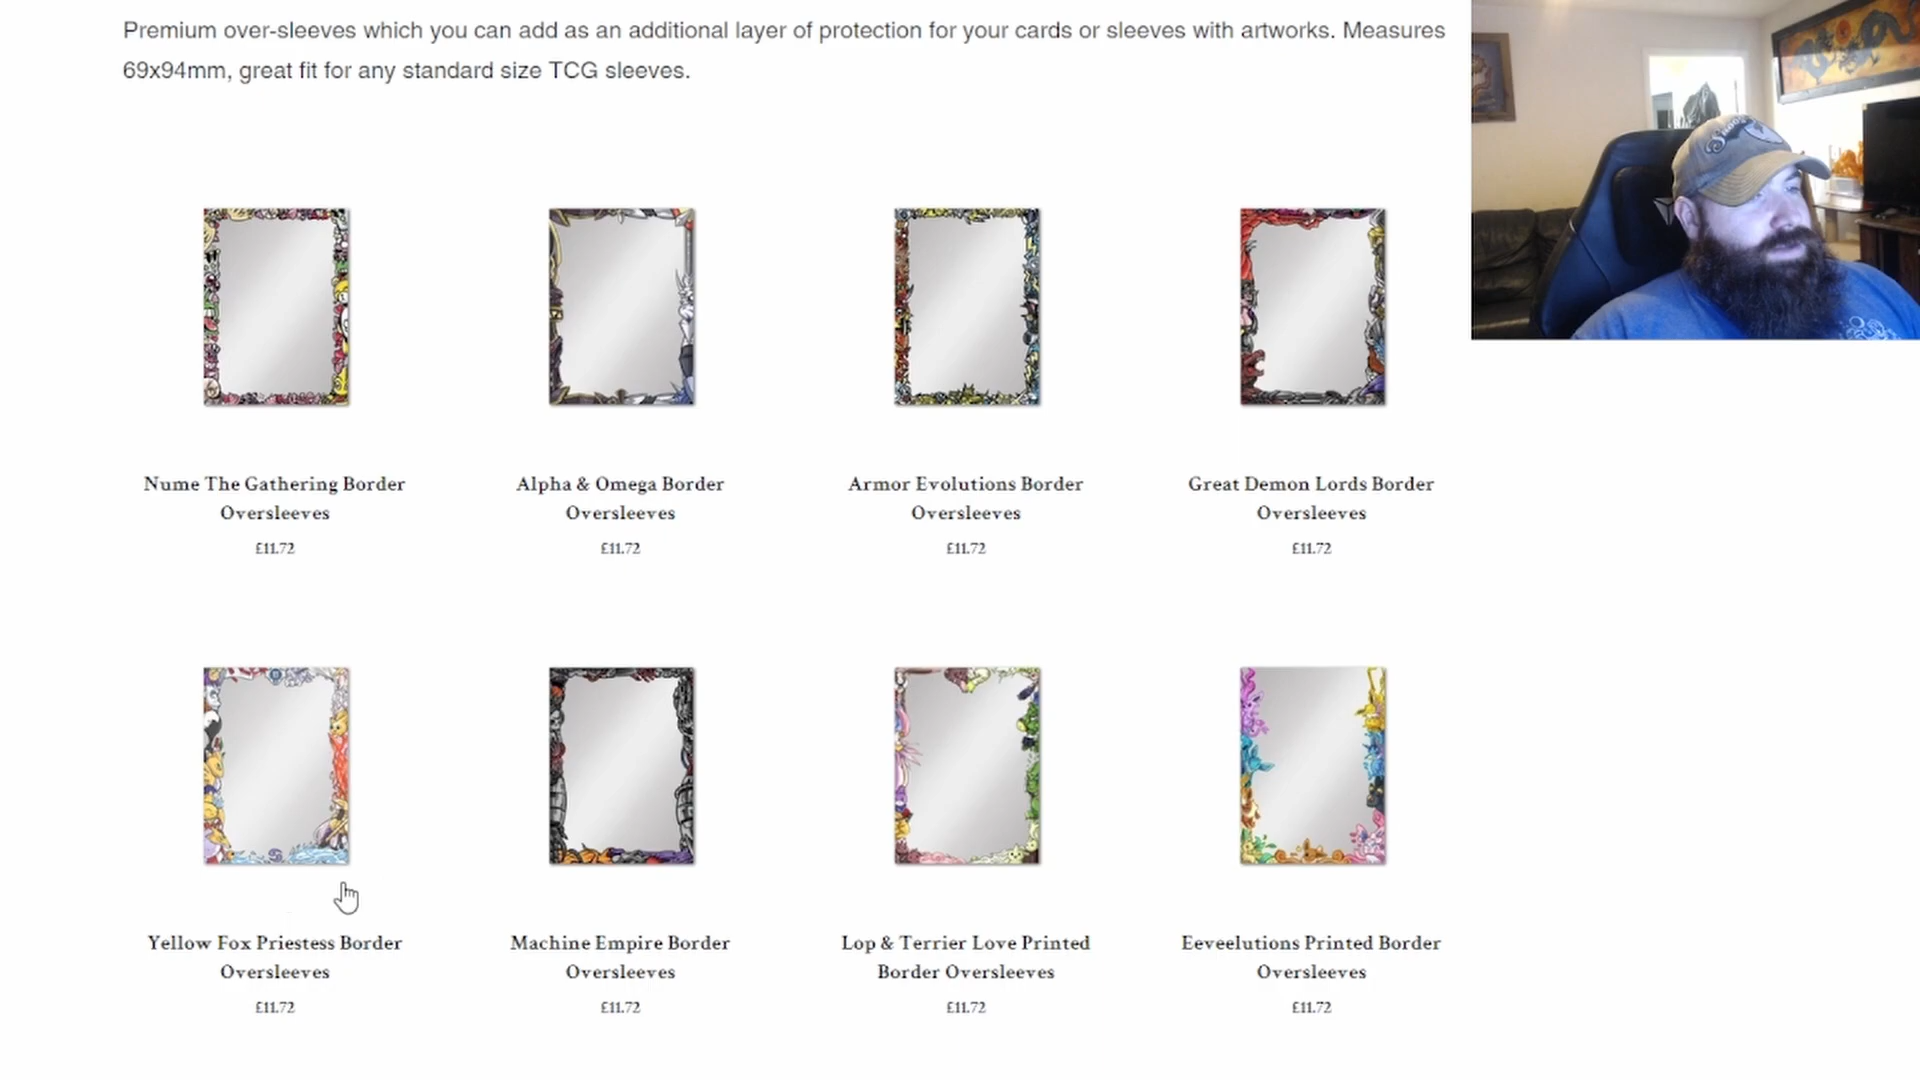 Premium over-sleeves which you can add as an additional layer of protection for your cards or sleeves with artworks. Measures
69x94mm, great fit for any standard size TCG sleeves.
Nume The Gathering Border
Oversleeves
£11.72
Alpha & Omega Border
Oversleeves
£11.72
Armor Evolutions Border
Oversleeves
£11.72
Great Demon Lords Border
Oversleeves
£11.72
Yellow Fox Priestess Border
Oversleeves
£11.72
Machine Empire Border
Oversleeves
£11.72
Lop & Terrier Love Printed
Border Oversleeves
£11.72
Eeveelutions Printed Border
Oversleeves
£11.72